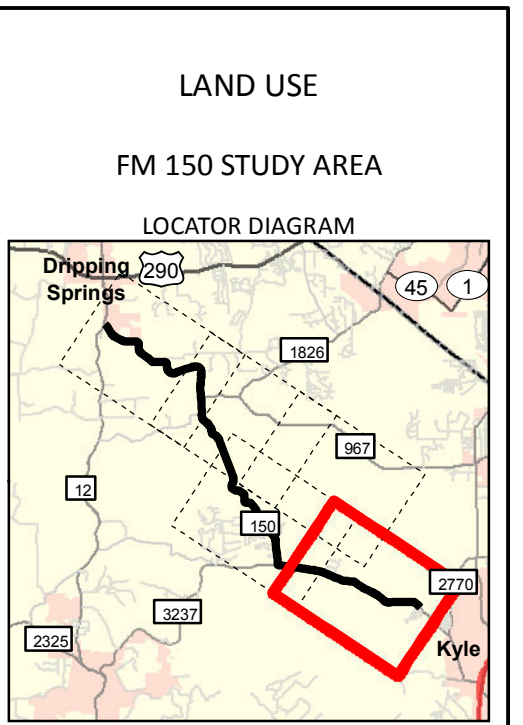 LAND USE
FM 150 STUDY AREA
LOCATOR DIAGRAM
Dripping
Springs
290
45
1
1826
967
12
150
2770
3237
2325
Kyle